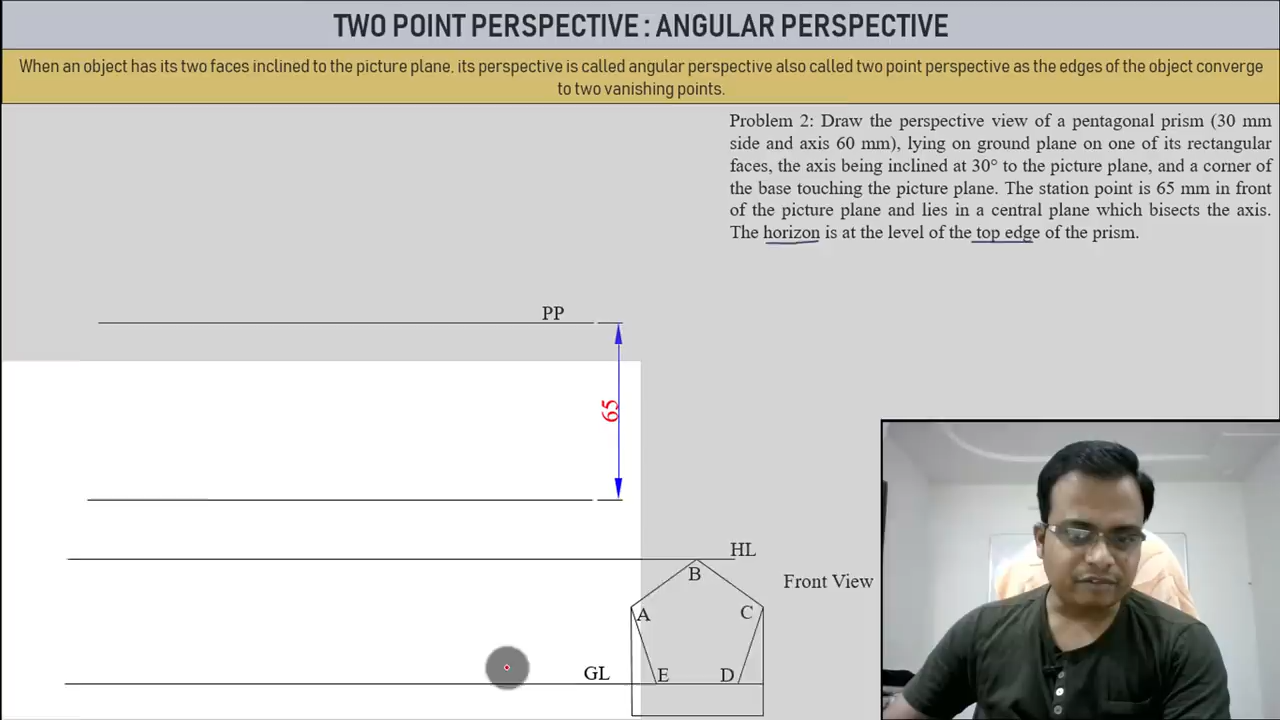 TWO POINT PERSPECTIVE : ANGULAR PERSPECTIVE
When an object has its two faces inclined to the picture plane. its perspective is called angular perspective also called two point perspective as the edges of the object converge
to two vanishing points.
Problem 2: Draw the perspective view of a pentagonal prism (30 mm
side and axis 60 mm), lying on ground plane on one of its rectangular
faces, the axis being inclined at 30° to the picture plane, and a corner of
the base touching the picture plane. The station point is 65 mm in front
of the picture plane and lies in a central plane which bisects the axis.
The horizon is at the level of the top edge of the prism.
PP
65
HL
B
Front View
A
C
GL
E
D